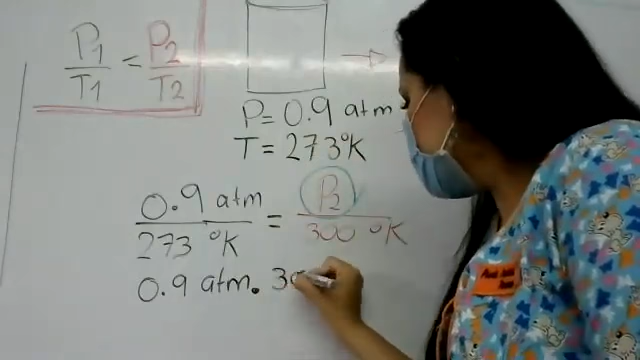 P1 = P2
T1 T2
P = 0.9 atm
T = 273°K
0.9 atm = P2
273 °K 300 °K
0.9 atm. 30